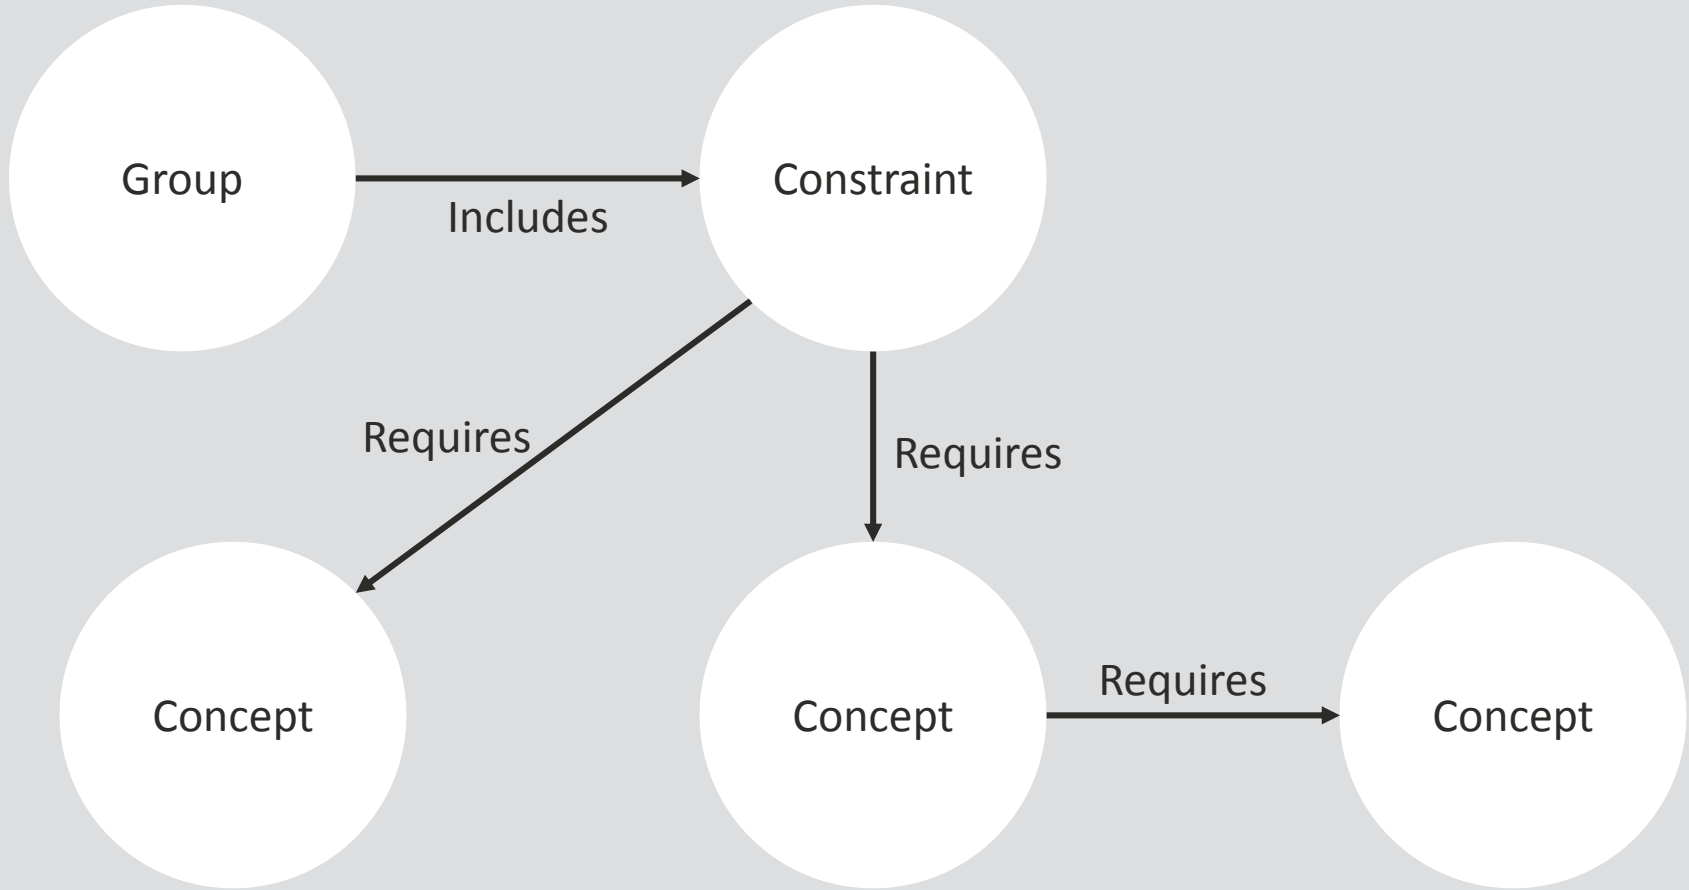 Group
Includes
Constraint
Requires
Requires
Concept
Concept
Requires
Concept